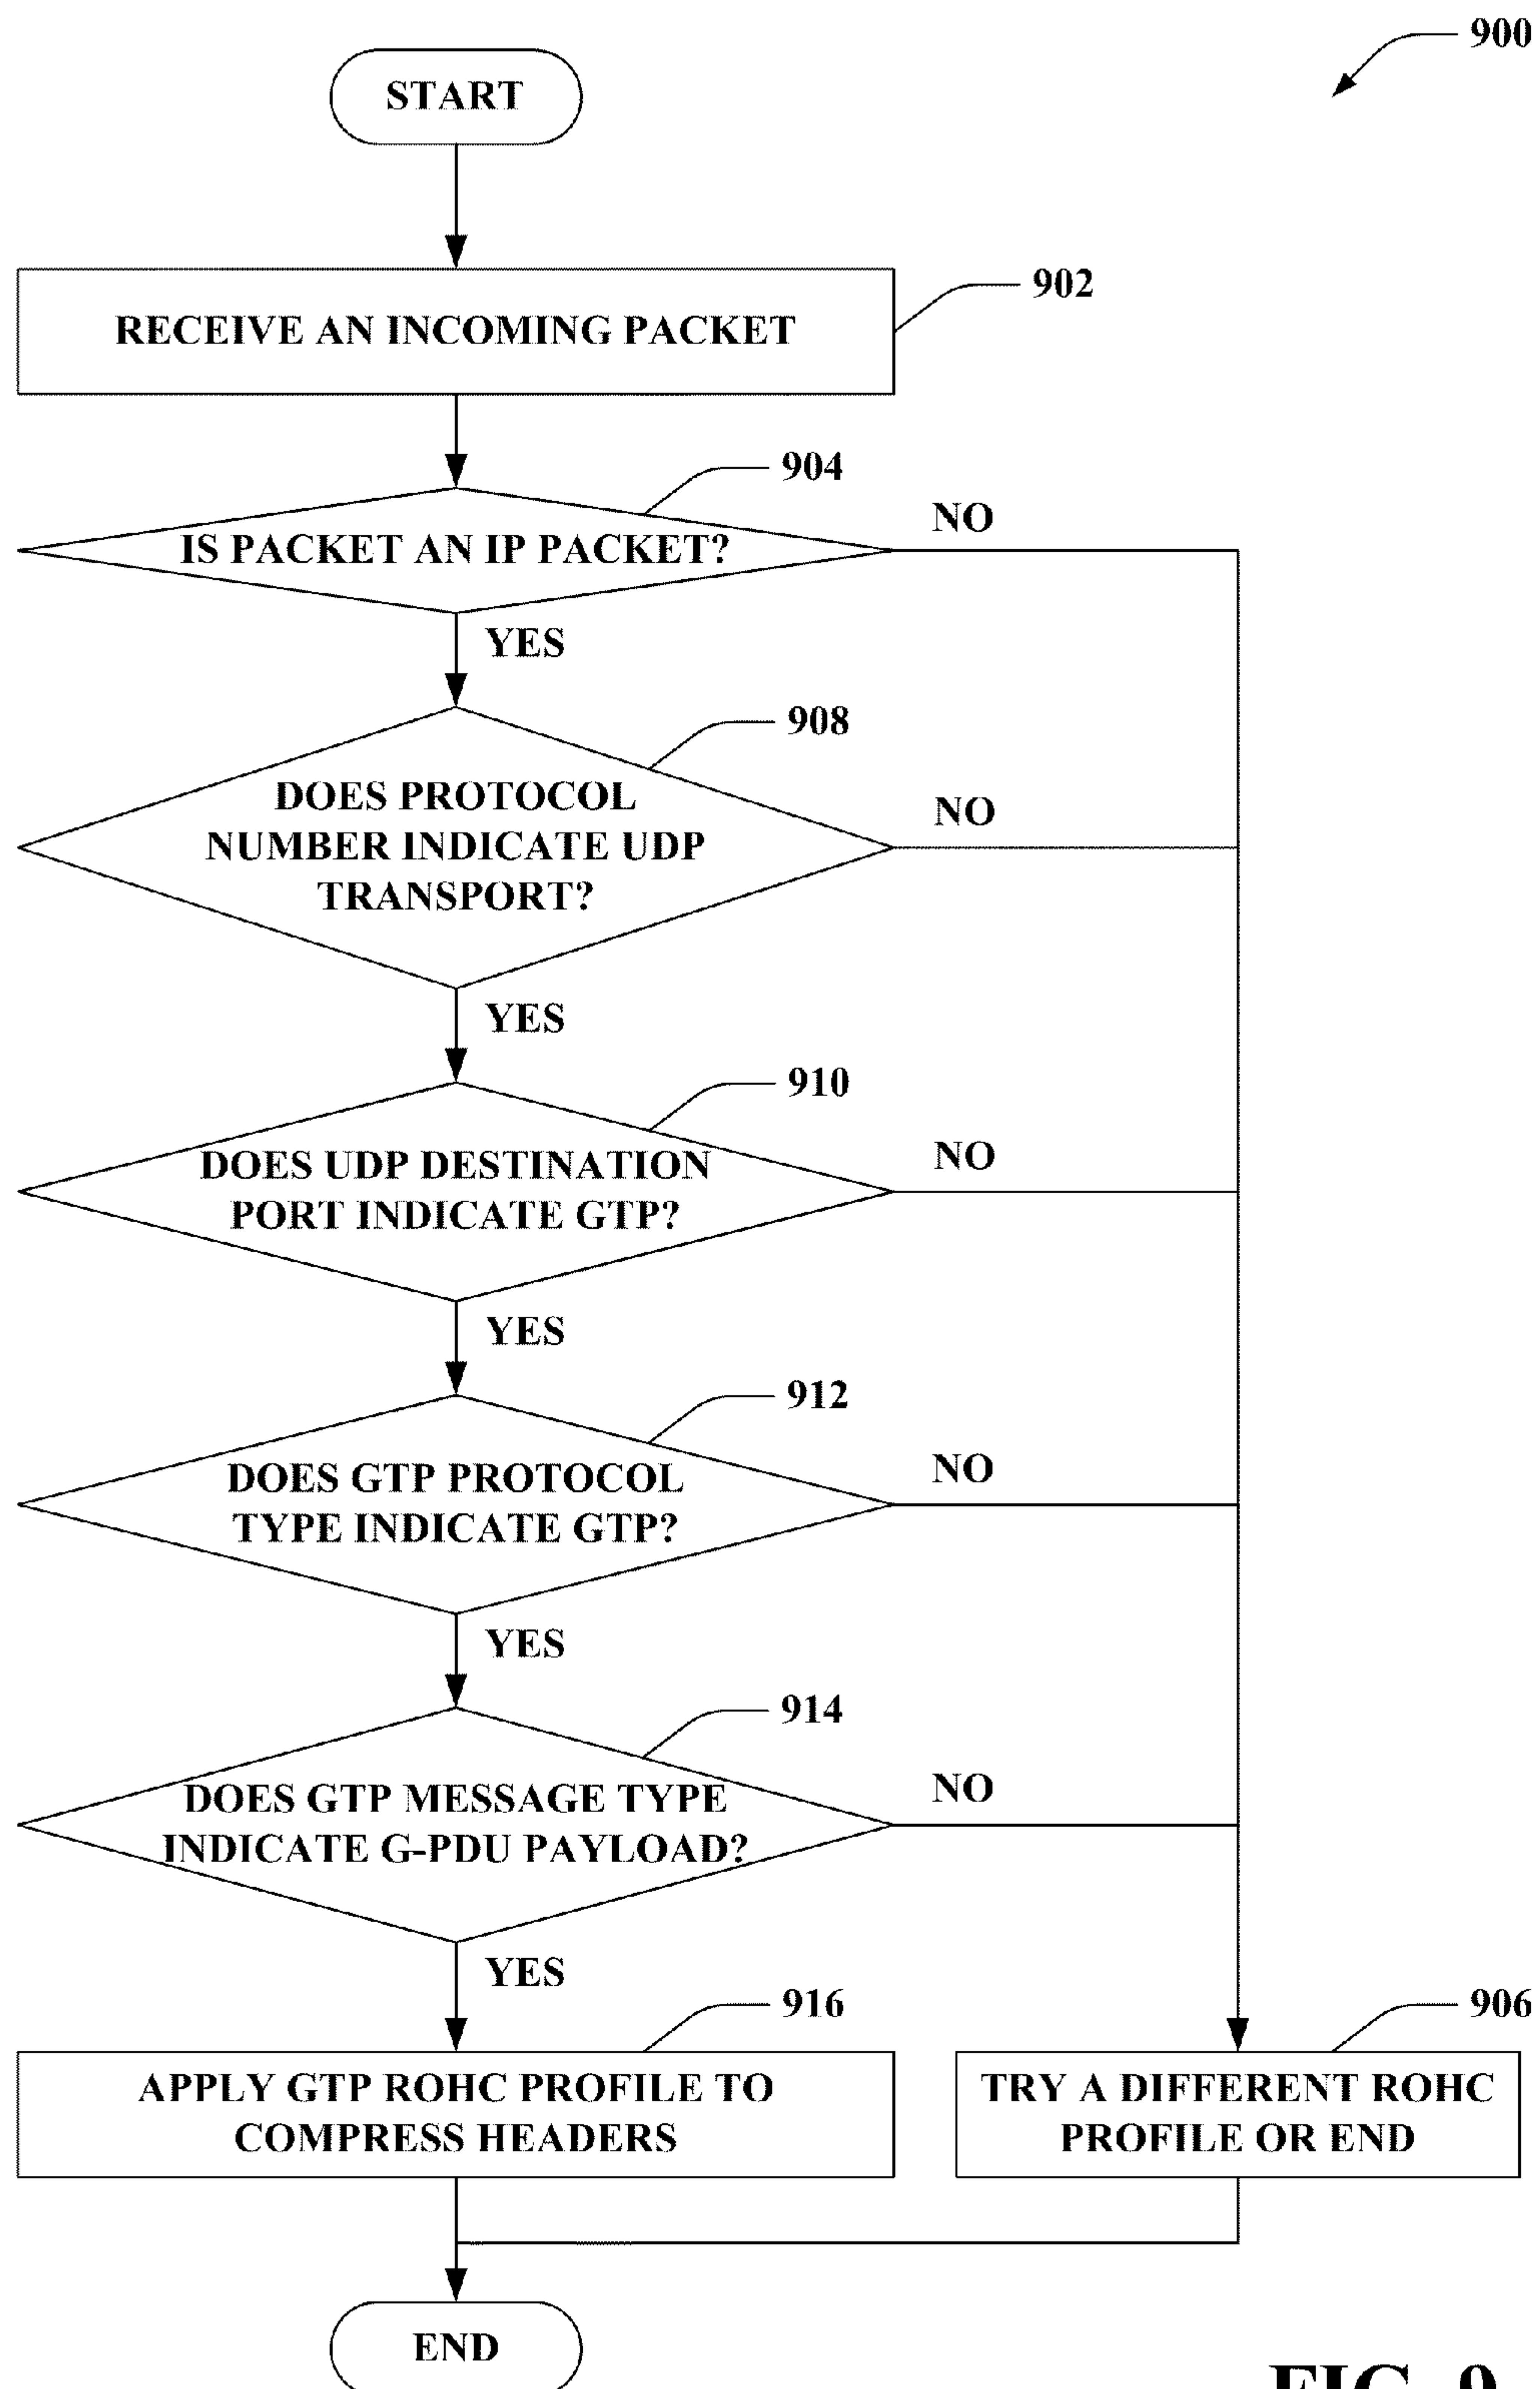 900
START
902
RECEIVE AN INCOMING PACKET
904
IS PACKET AN IP PACKET?
NO
YES
908
DOES PROTOCOL
NUMBER INDICATE UDP
TRANSPORT?
NO
YES
910
DOES UDP DESTINATION
PORT INDICATE GTP?
NO
YES
912
DOES GTP PROTOCOL
TYPE INDICATE GTP?
NO
YES
914
DOES GTP MESSAGE TYPE
INDICATE G-PDU PAYLOAD?
NO
YES
916
APPLY GTP ROHC PROFILE TO
COMPRESS HEADERS
906
TRY A DIFFERENT ROHC
PROFILE OR END
END
FIG. 9